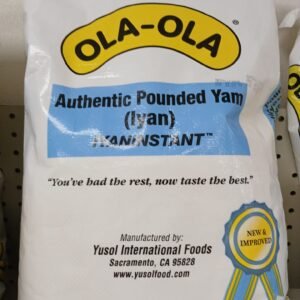 OLA-OLA
Authentic Pounded Yam
(Iyan)
IYANINSTANT™
"You've had the rest, now taste the best."
NEW &
IMPROVED
Manufactured by:
Yusol International Foods
Sacramento, CA 95828
www.yusolfood.com